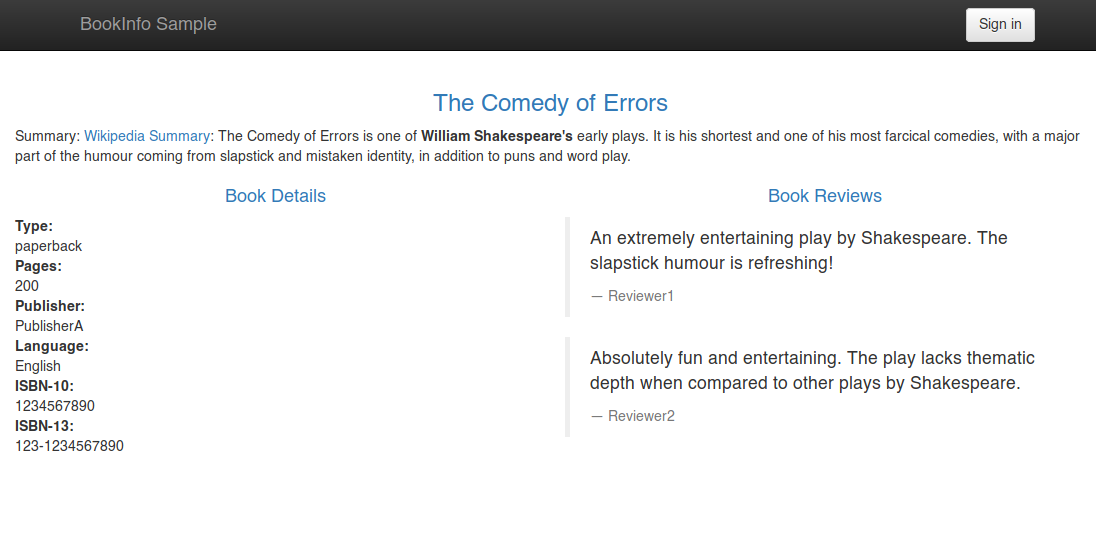 BookInfo Sample
Sign in
The Comedy of Errors
Summary: Wikipedia Summary: The Comedy of Errors is one of William Shakespeare's early plays. It is his shortest and one of his most farcical comedies, with a major
part of the humour coming from slapstick and mistaken identity, in addition to puns and word play.
Book Details
Type:
paperback
Pages:
200
Publisher:
PublisherA
Language:
English
ISBN-10:
1234567890
ISBN-13:
123-1234567890
Book Reviews
An extremely entertaining play by Shakespeare. The
slapstick humour is refreshing!
— Reviewer1
Absolutely fun and entertaining. The play lacks thematic
depth when compared to other plays by Shakespeare.
— Reviewer2